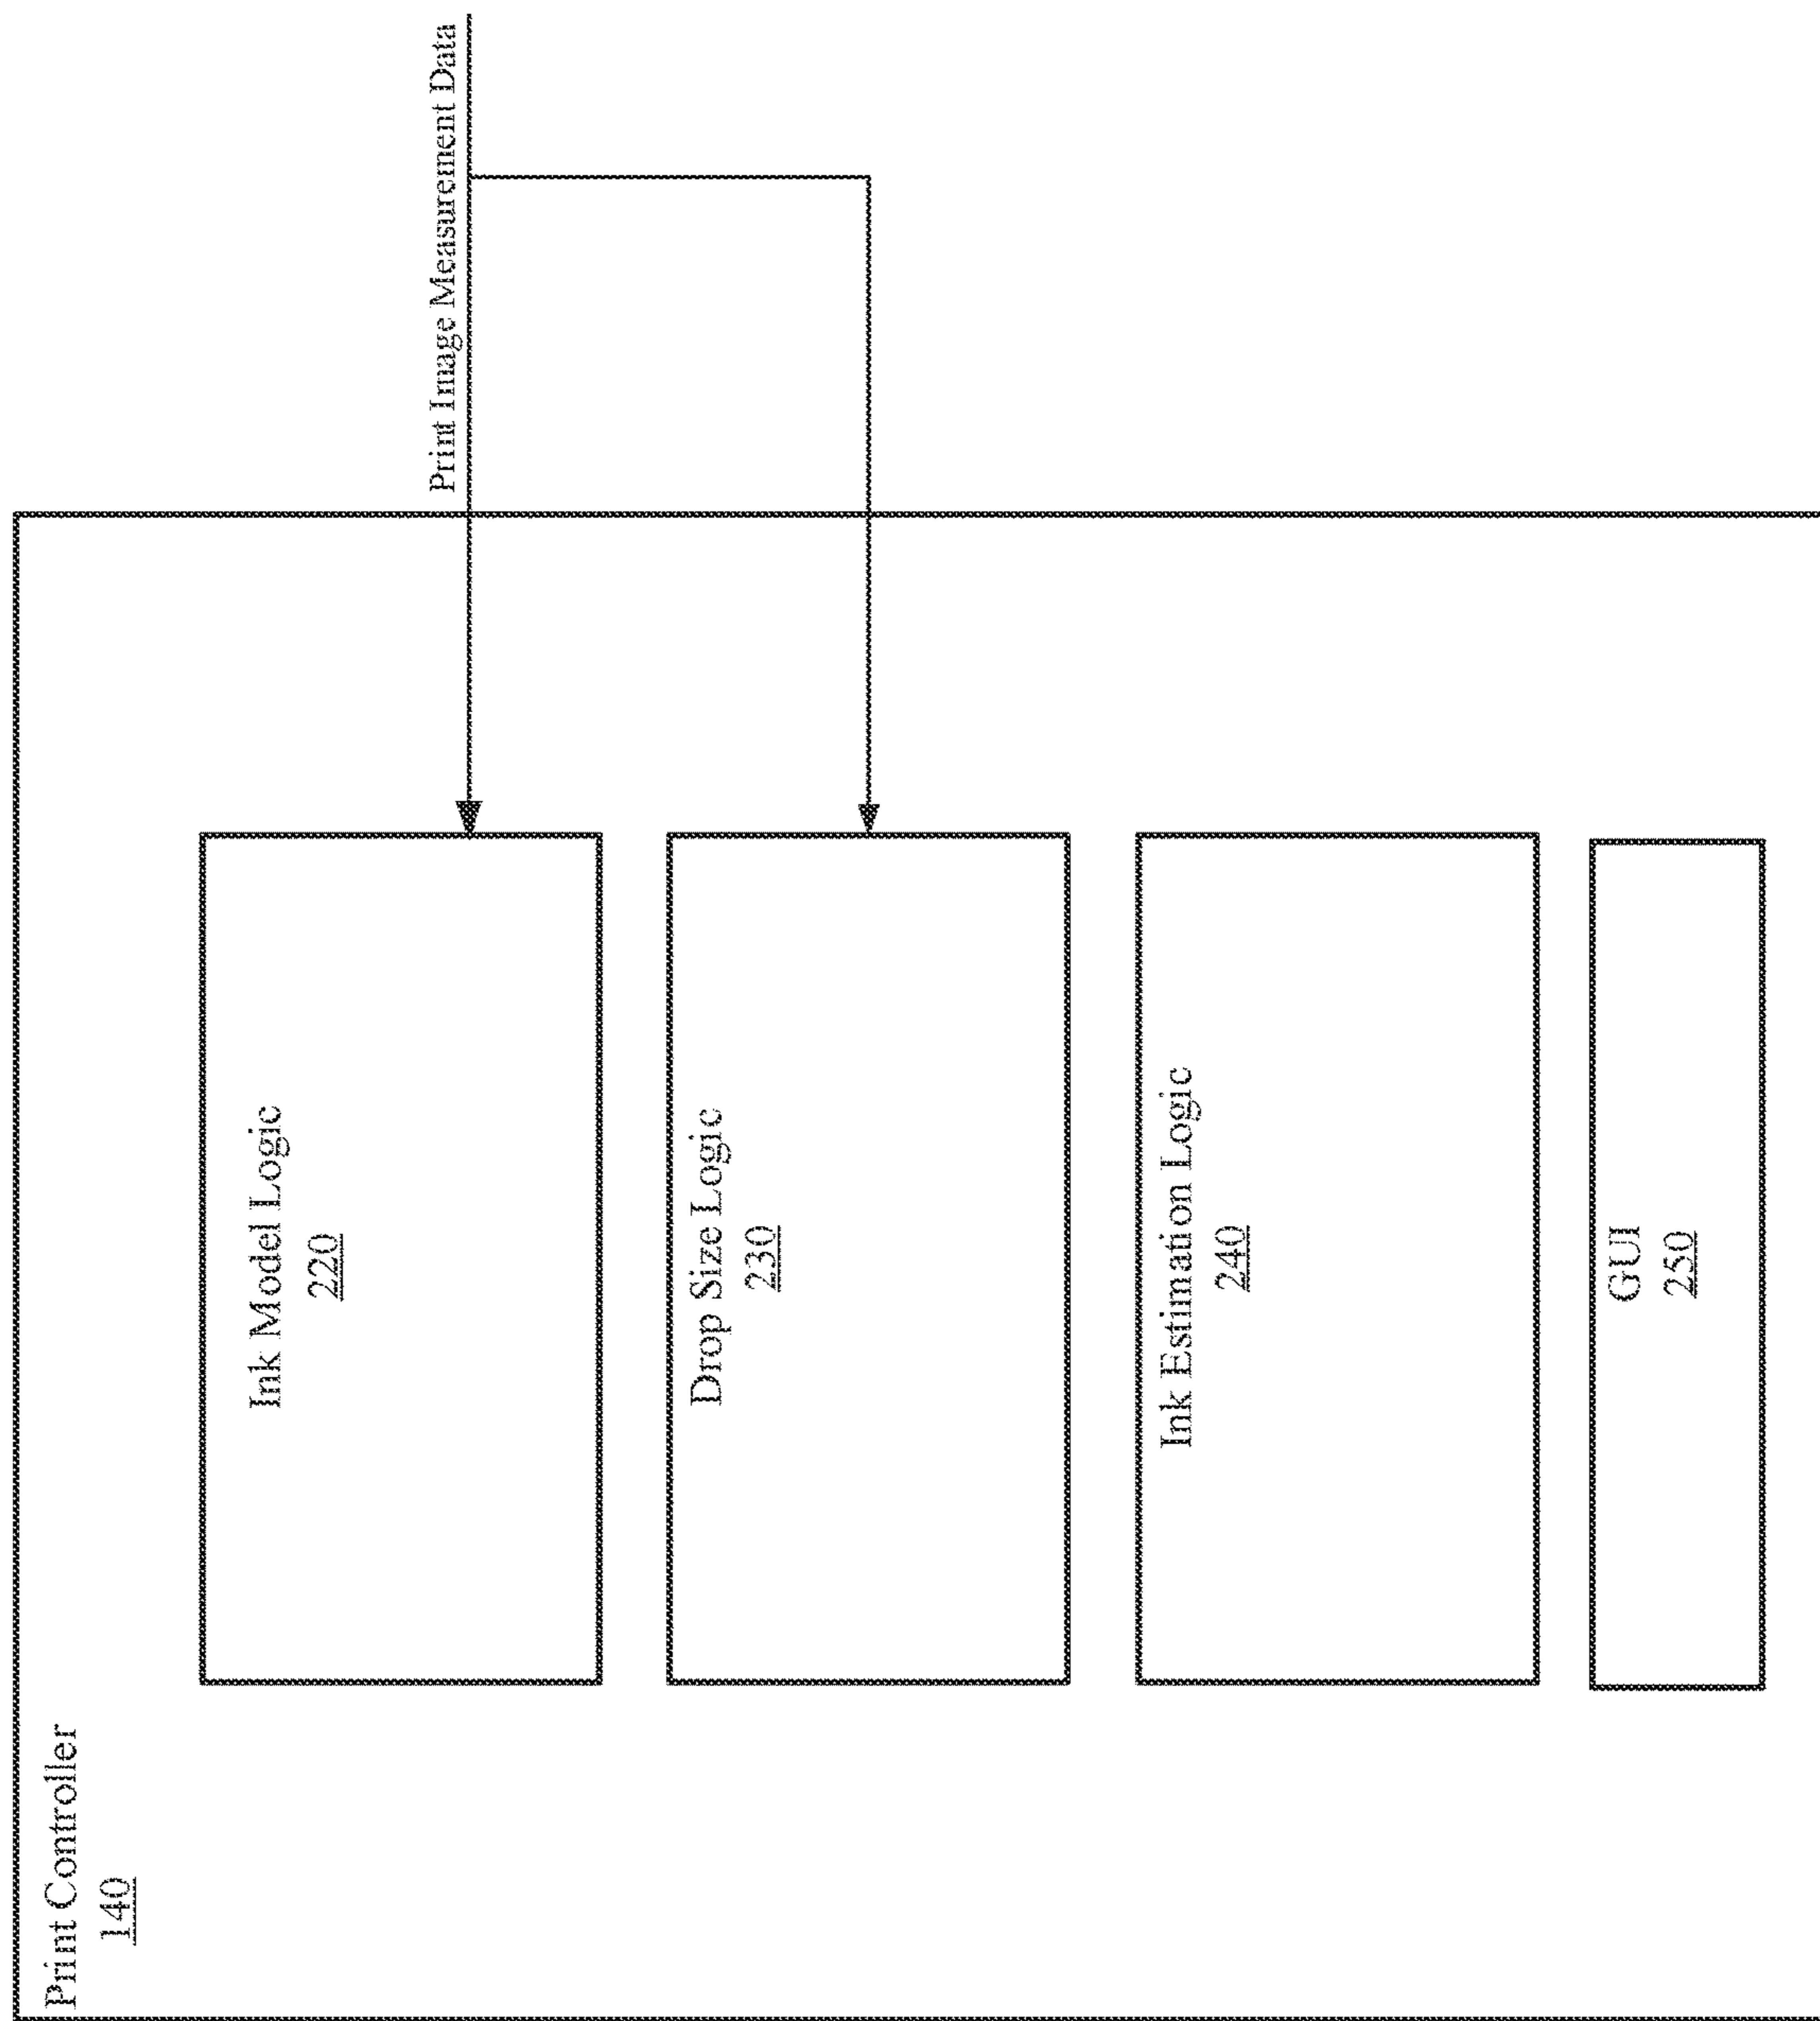 Print Controller
140
Ink Model Logic
220
Drop Size Logic
230
Ink Estimation Logic
240
GUI
250
Print Image Measurement Data